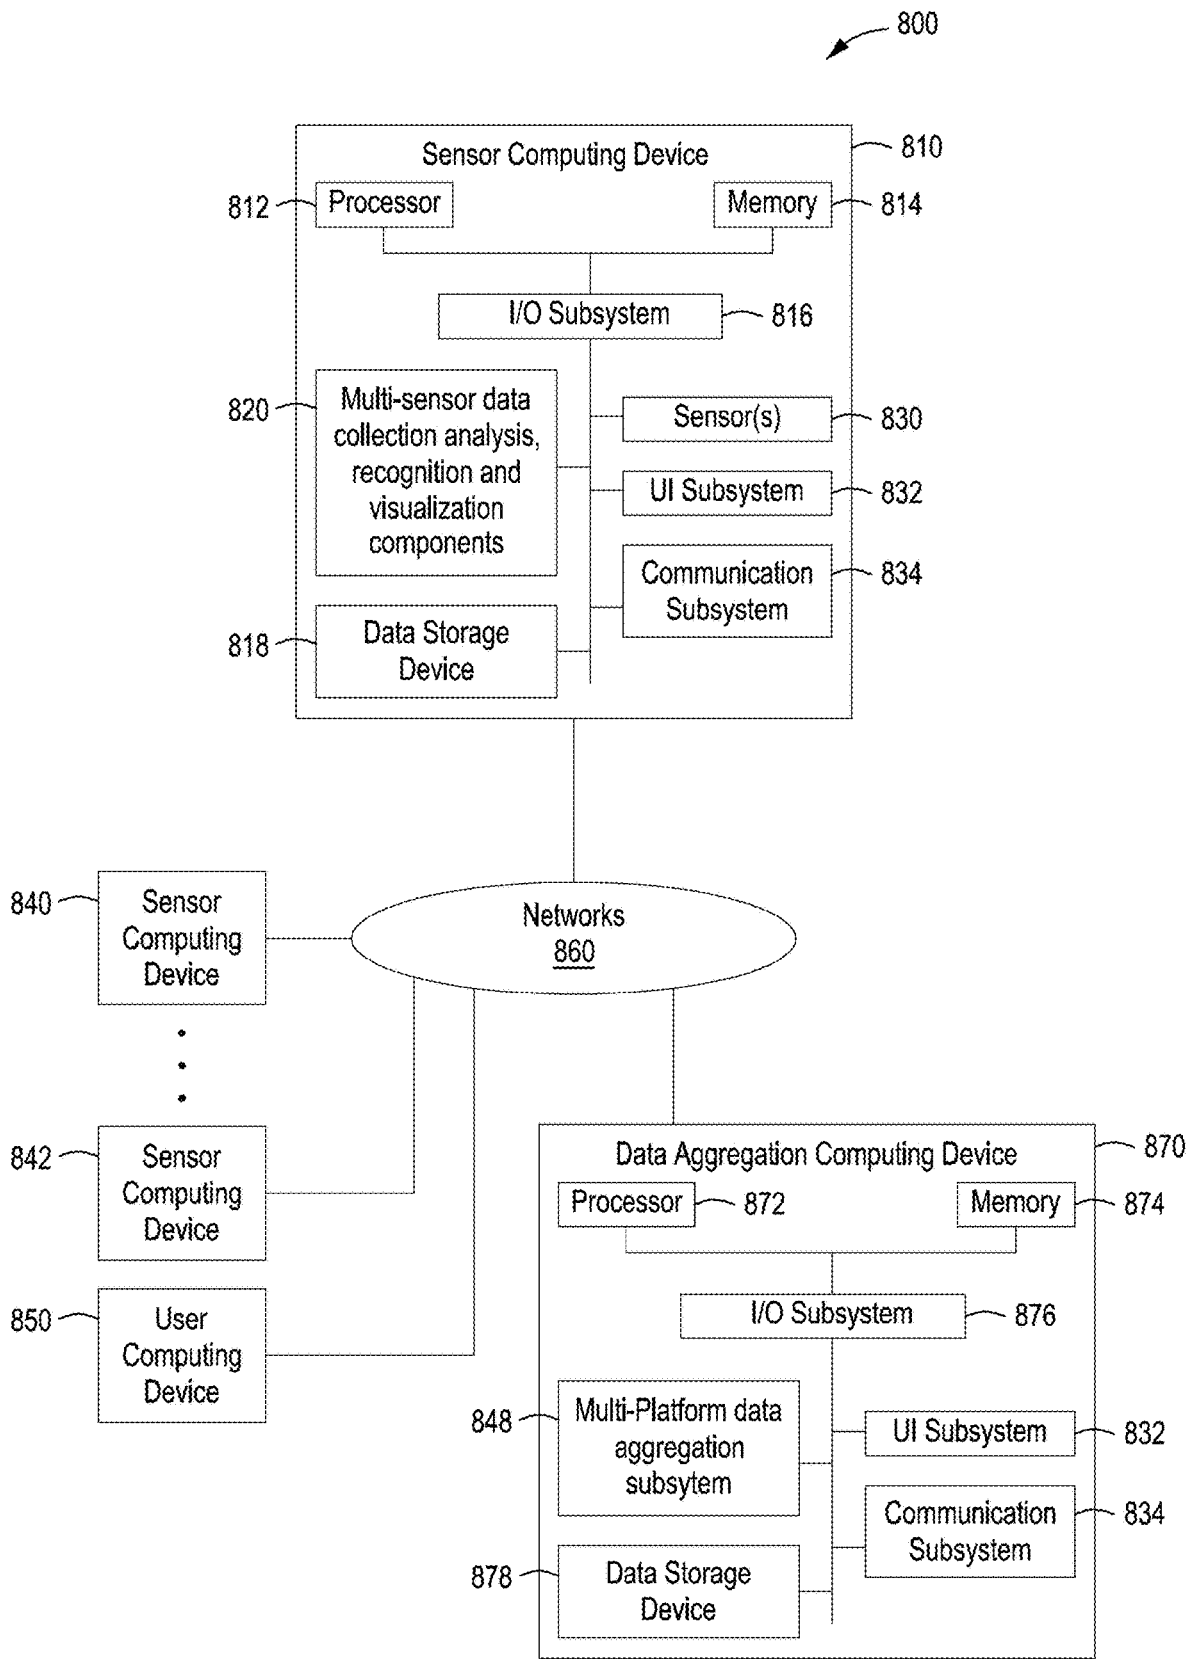 800
Sensor Computing Device
810
812
Processor
Memory
814
I/O Subsystem
816
820
Multi-sensor data
collection analysis,
recognition and
visualization
components
Sensor(s)
830
UI Subsystem
832
Communication
Subsystem
834
818
Data Storage
Device
840
Sensor
Computing
Device
Networks
860
842
Sensor
Computing
Device
850
User
Computing
Device
Data Aggregation Computing Device
870
Processor
872
Memory
874
I/O Subsystem
876
848
Multi-Platform data
aggregation
subsytem
UI Subsystem
832
Communication
Subsystem
834
878
Data Storage
Device